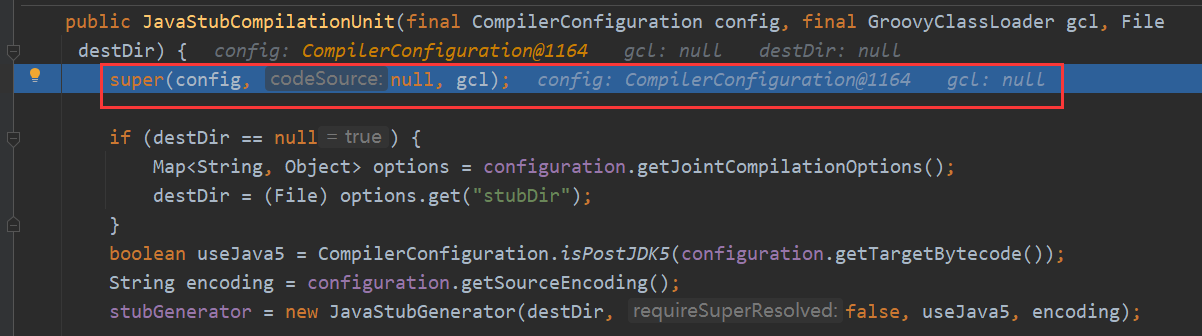 public JavaStubCompilationUnit(final CompilerConfiguration config, final GroovyClassLoader gcl, File
destDir) { config: CompilerConfiguration@1164 gcl: null destDir: null
super(config, codeSource: null, gcl); config: CompilerConfiguration@1164 gcl: null
if (destDir == null = true ) {
Map<String, Object> options = configuration.getJointCompilationOptions();
destDir = (File) options.get("stubDir");
}
boolean useJava5 = CompilerConfiguration.isPostJDK5(configuration.getTargetBytecode());
String encoding = configuration.getSourceEncoding();
stubGenerator = new JavaStubGenerator(destDir, requireSuperResolved: false, useJava5, encoding);